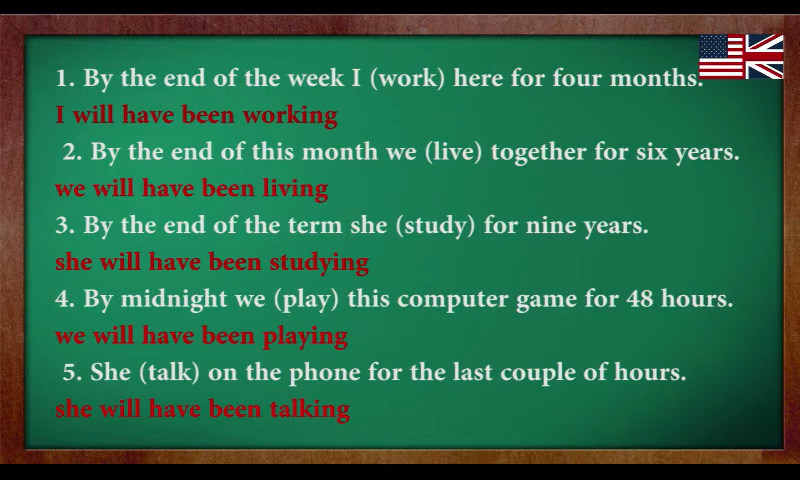 1. By the end of the week I (work) here for four months.
I will have been working
2. By the end of this month we (live) together for six years.
we will have been living
3. By the end of the term she (study) for nine years.
she will have been studying
4. By midnight we (play) this computer game for 48 hours.
we will have been playing
5. She (talk) on the phone for the last couple of hours.
she will have been talking